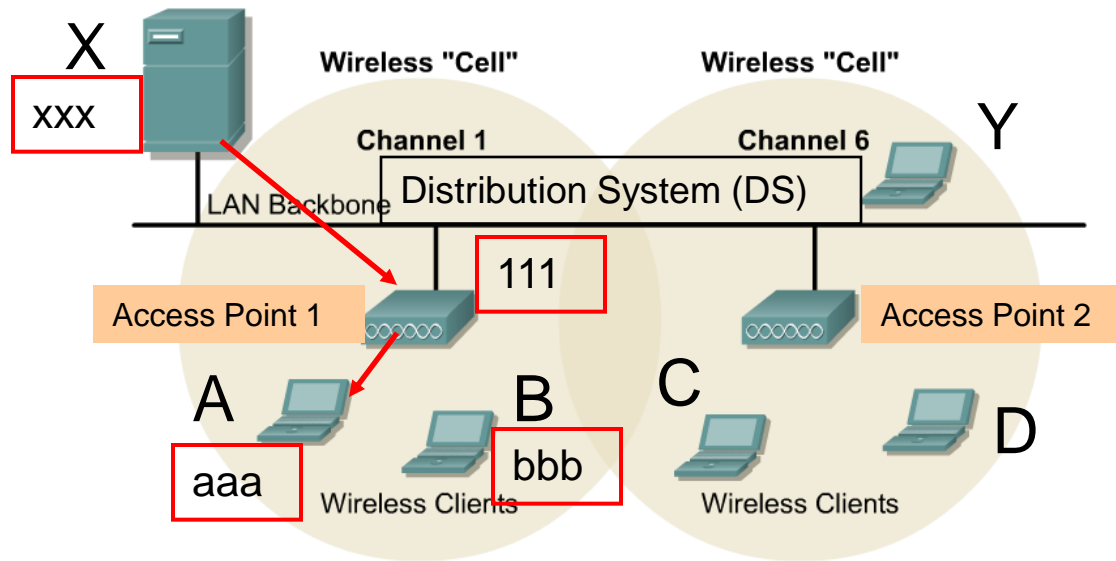 X
xxx
Wireless "Cell"
Wireless "Cell"
Y
Channel 1
Channel 6
Distribution System (DS)
LAN Backbone
111
Access Point 1
Access Point 2
A
B
C
D
aaa
bbb
Wireless Clients
Wireless Clients